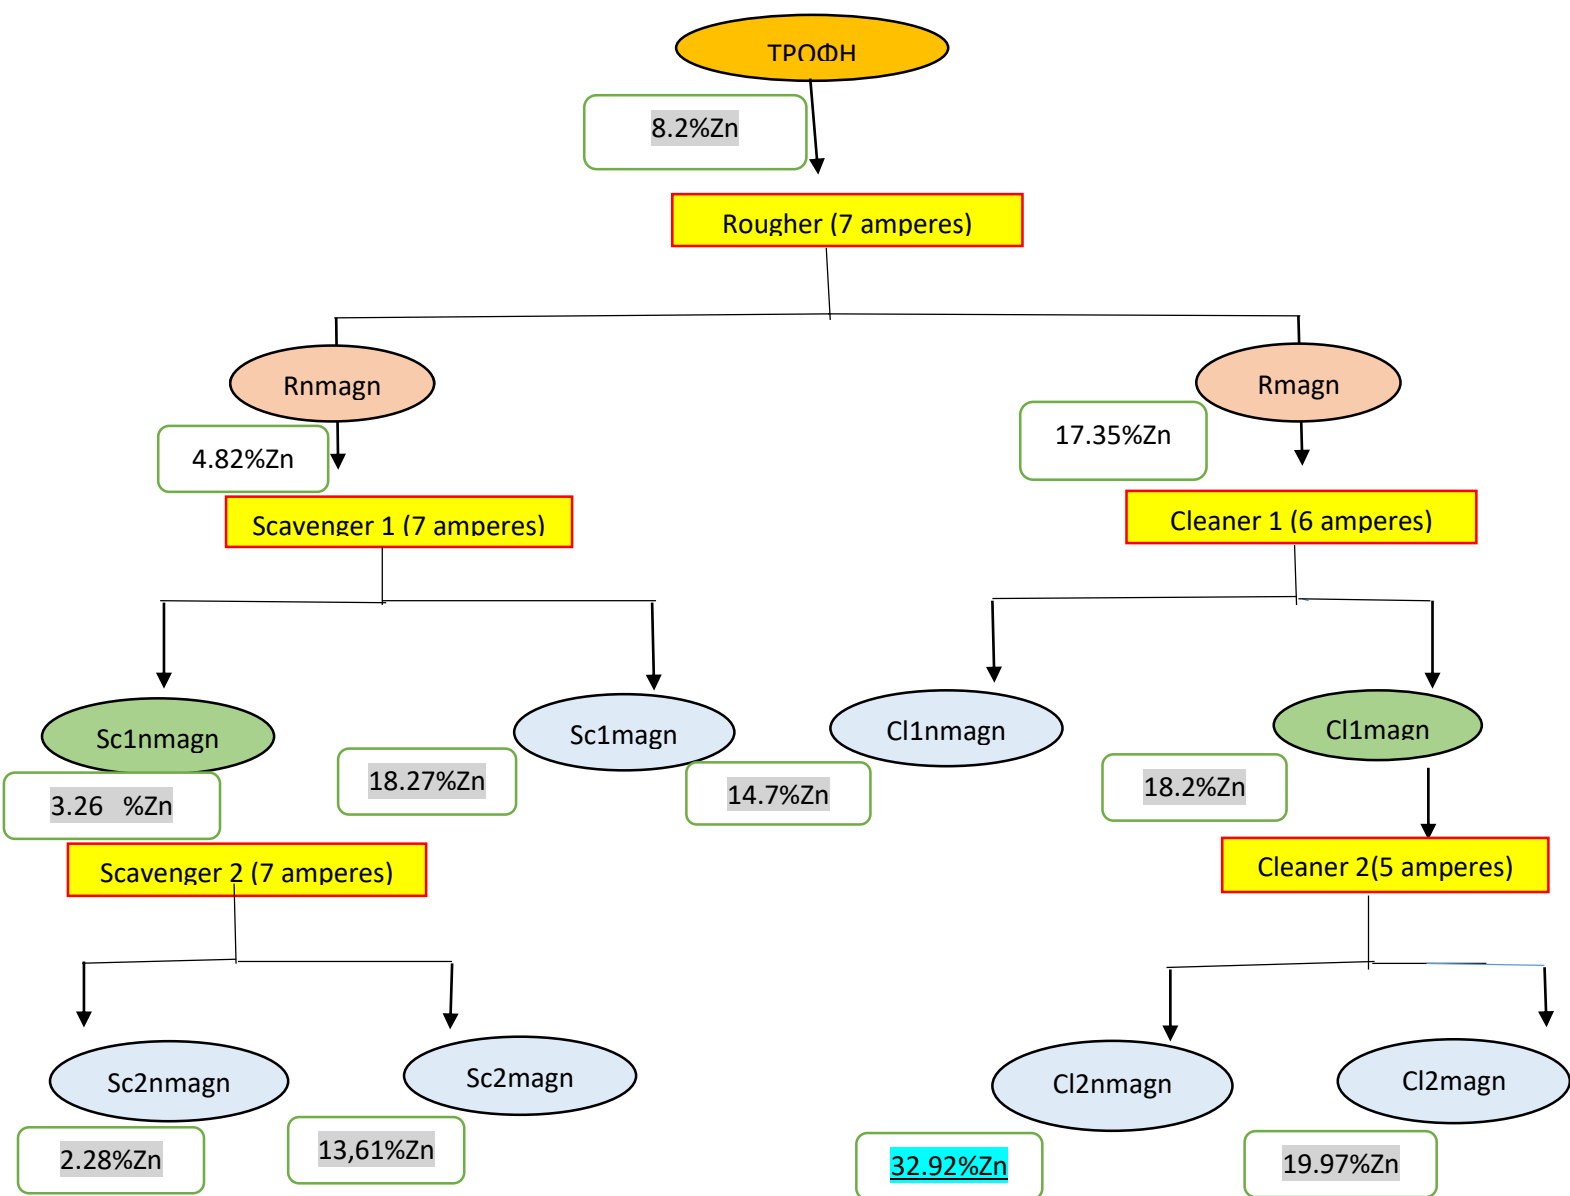 ΤΡΟΦΗ
8.2%Zn
Rougher (7 amperes)
Rnmagn
Rmagn
4.82%Zn
17.35%Zn
Scavenger 1 (7 amperes)
Cleaner 1 (6 amperes)
Sc1nmagn
Sc1magn
Cl1nmagn
Cl1magn
3.26 %Zn
18.27%Zn
14.7%Zn
18.2%Zn
Scavenger 2 (7 amperes)
Cleaner 2(5 amperes)
Sc2nmagn
Sc2magn
Cl2nmagn
Cl2magn
2.28%Zn
13,61%Zn
32.92%Zn
19.97%Zn